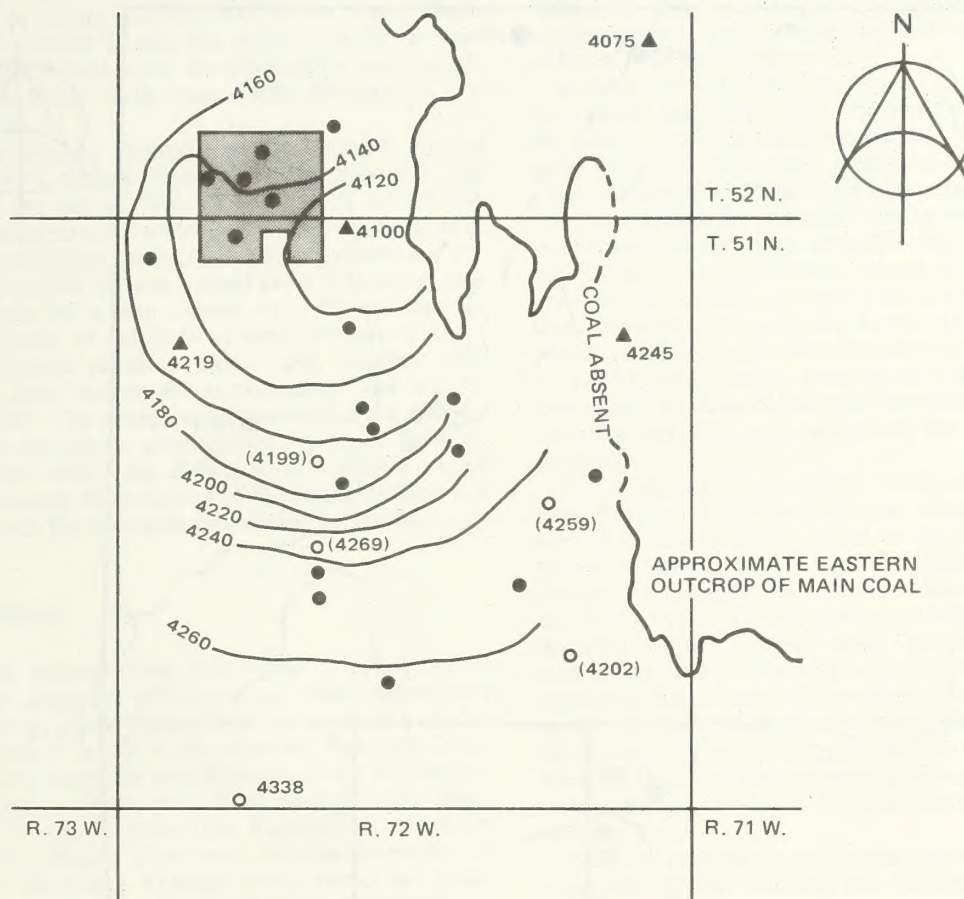 4075
N
4160
4140
4120
T. 52 N.
T. 51 N.
4100
COAL ABSENT
4245
4219
4180
(4199)
4200
4220
4240
(4259)
(4269)
APPROXIMATE EASTERN
OUTCROP OF MAIN COAL
4260
(4202)
4338
R. 73 W.
R. 72 W.
R. 71 W.